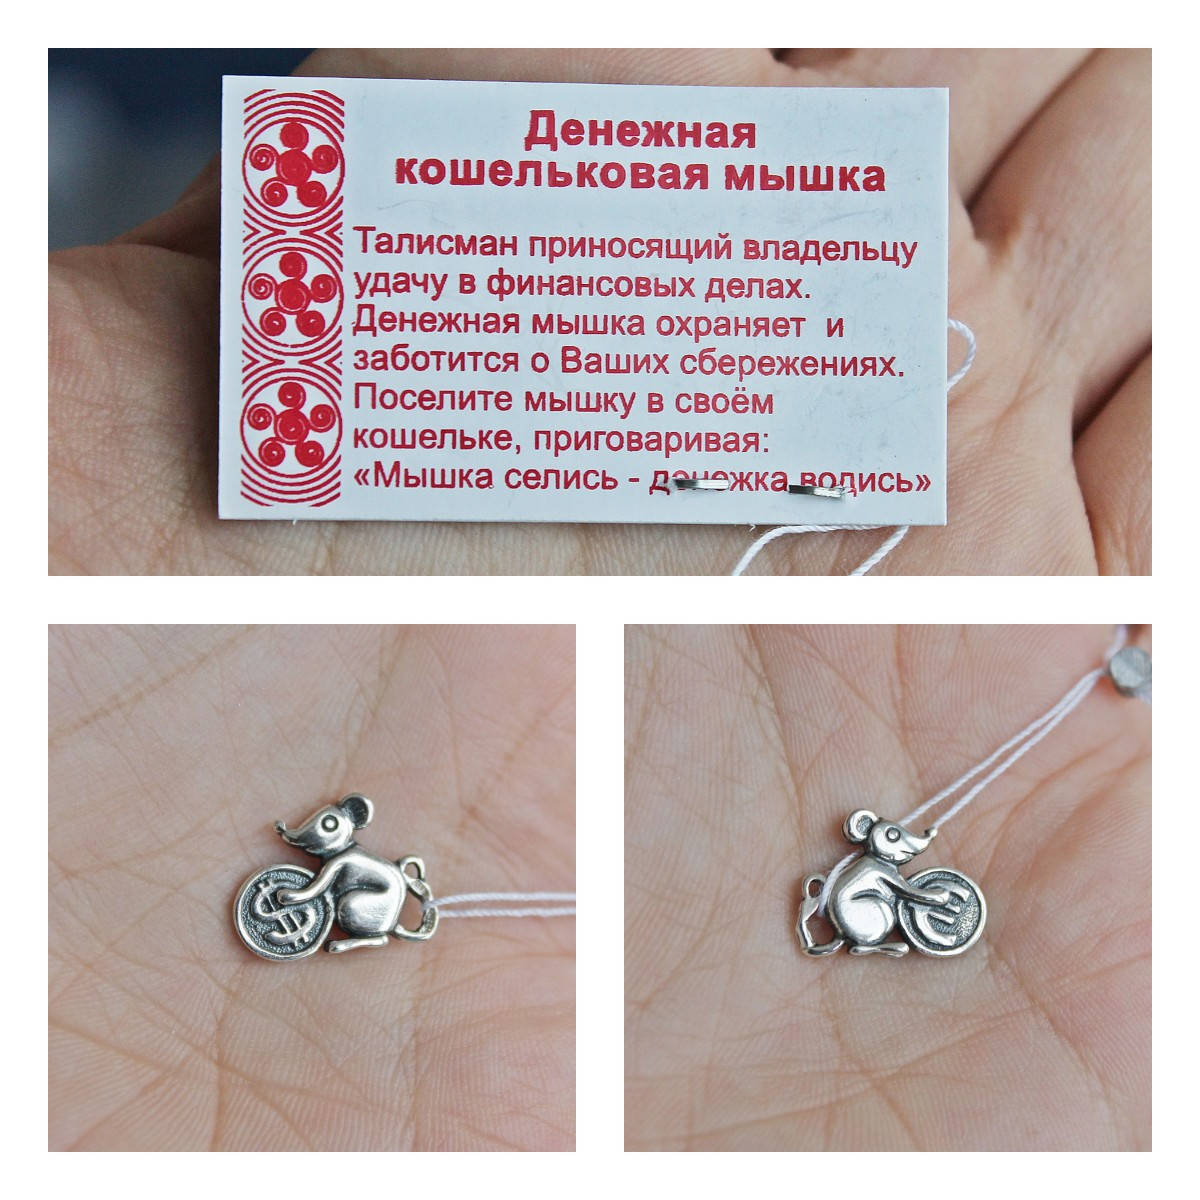 Денежная
кошельковая мышка
Талисман приносящий владельцу
удачу в финансовых делах.
Денежная мышка охраняет и
заботится о Ваших сбережениях.
Поселите мышку в своём
кошельке, приговаривая:
«Мышка селись - денежка водись»
$
€